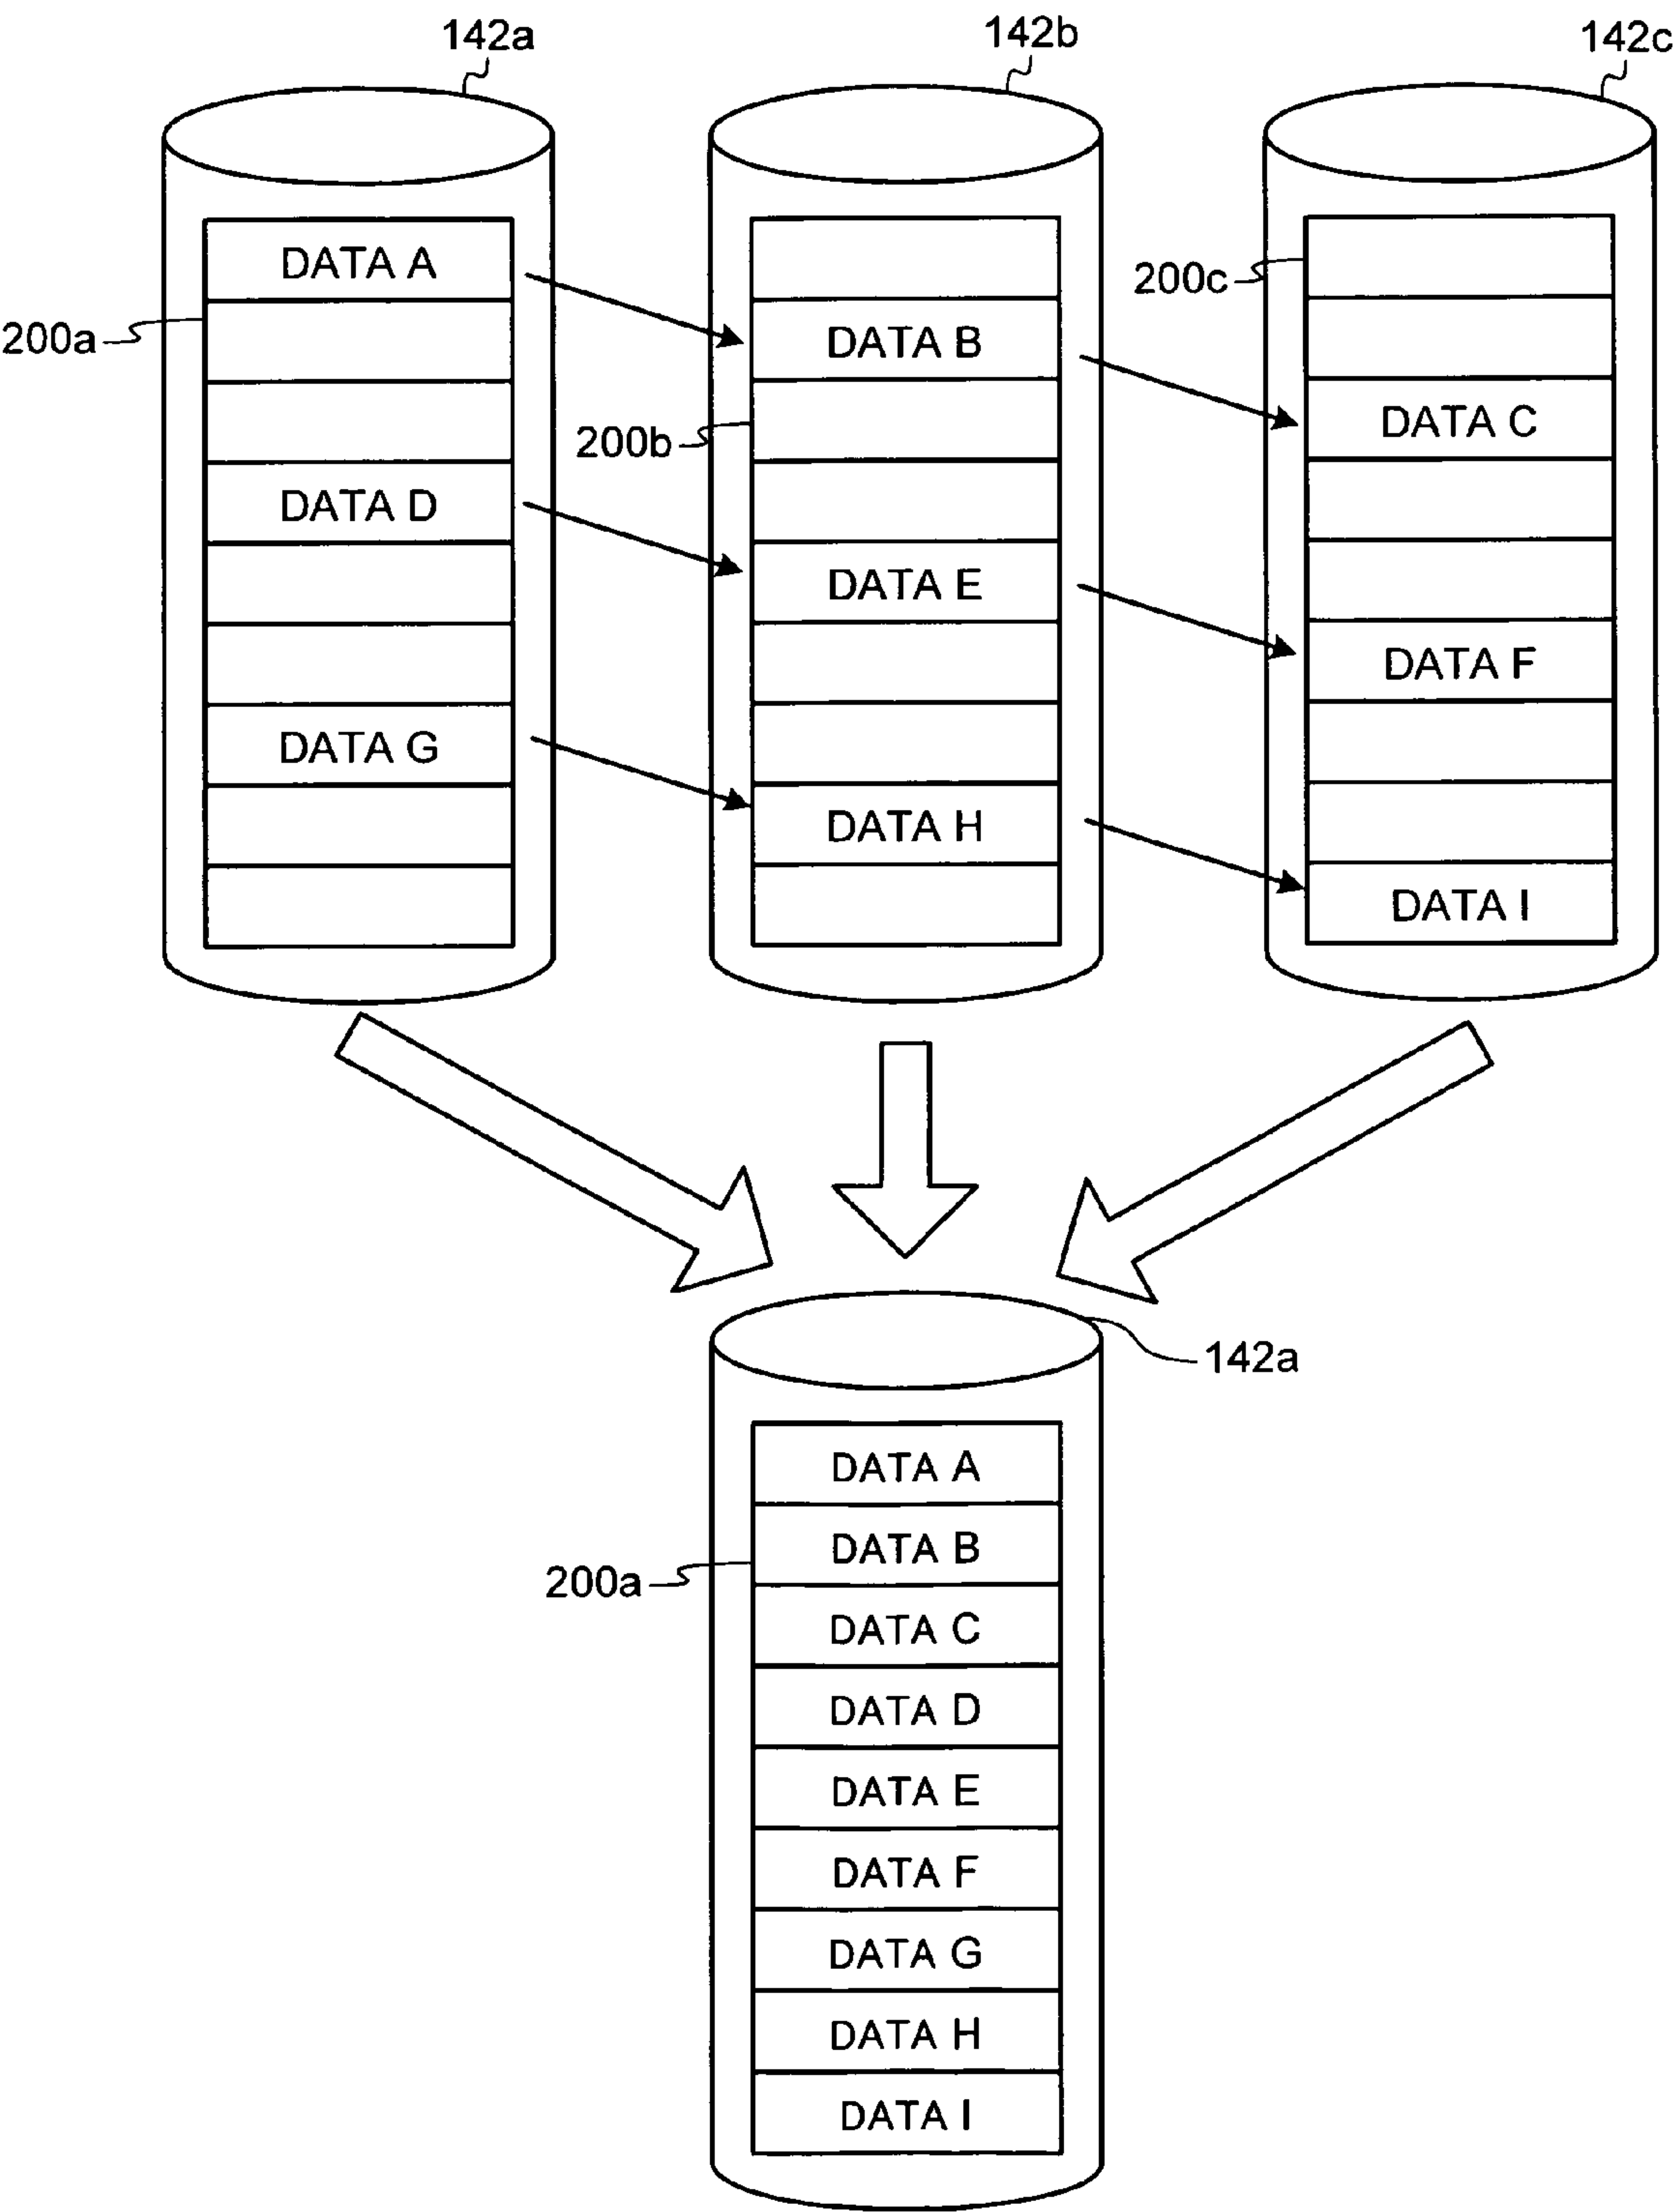 142a
142b
142c
DATA A
200c
200a
DATA B
200b
DATA C
DATA D
DATA E
DATA F
DATA G
DATA H
DATA I
142a
DATA A
DATA B
200a
DATA C
DATA D
DATA E
DATA F
DATA G
DATA H
DATA I